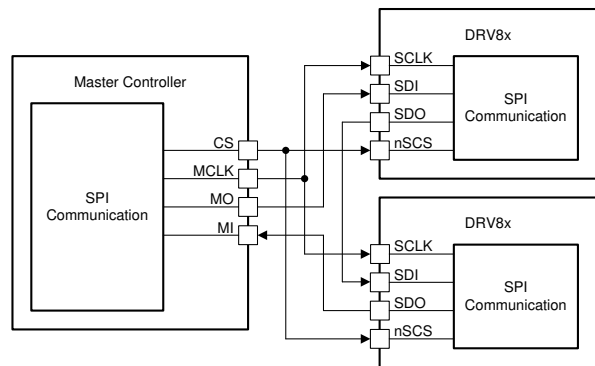 DRV8x
SCLK
SDI
SDO
nSCS
SPI
Communication
Master Controller
CS
MCLK
MO
MI
SPI
Communication
DRV8x
SCLK
SDI
SDO
nSCS
SPI
Communication